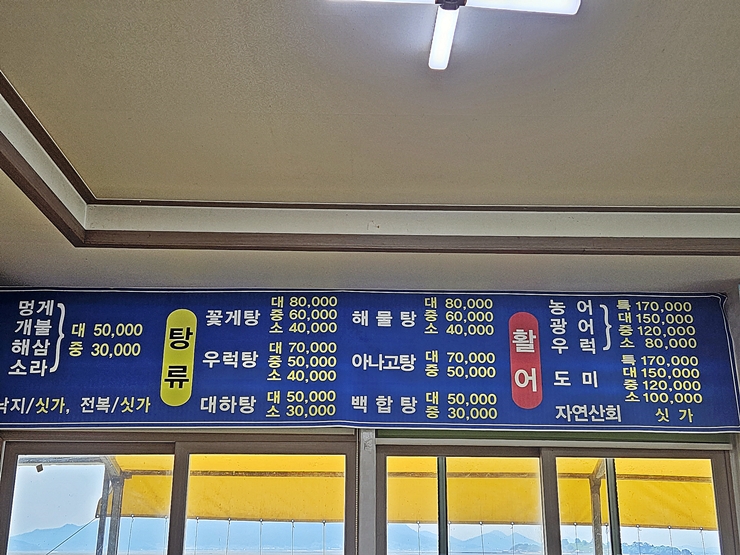 멍게
개불
해삼
소라
대 50,000
중 30,000
낙지/싯가, 전복/싯가
탕류
꽃게탕
대 80,000
중 60,000
소 40,000
우럭탕
대 70,000
중 50,000
소 40,000
대하탕
대 50,000
소 30,000
해물탕
대 80,000
중 60,000
소 40,000
아나고탕
대 70,000
중 50,000
백합탕
대 50,000
중 30,000
활어
농어
광어
우럭
특 170,000
대 150,000
중 120,000
소 80,000
도미
특 170,000
대 150,000
중 120,000
소 100,000
자연산회 싯가